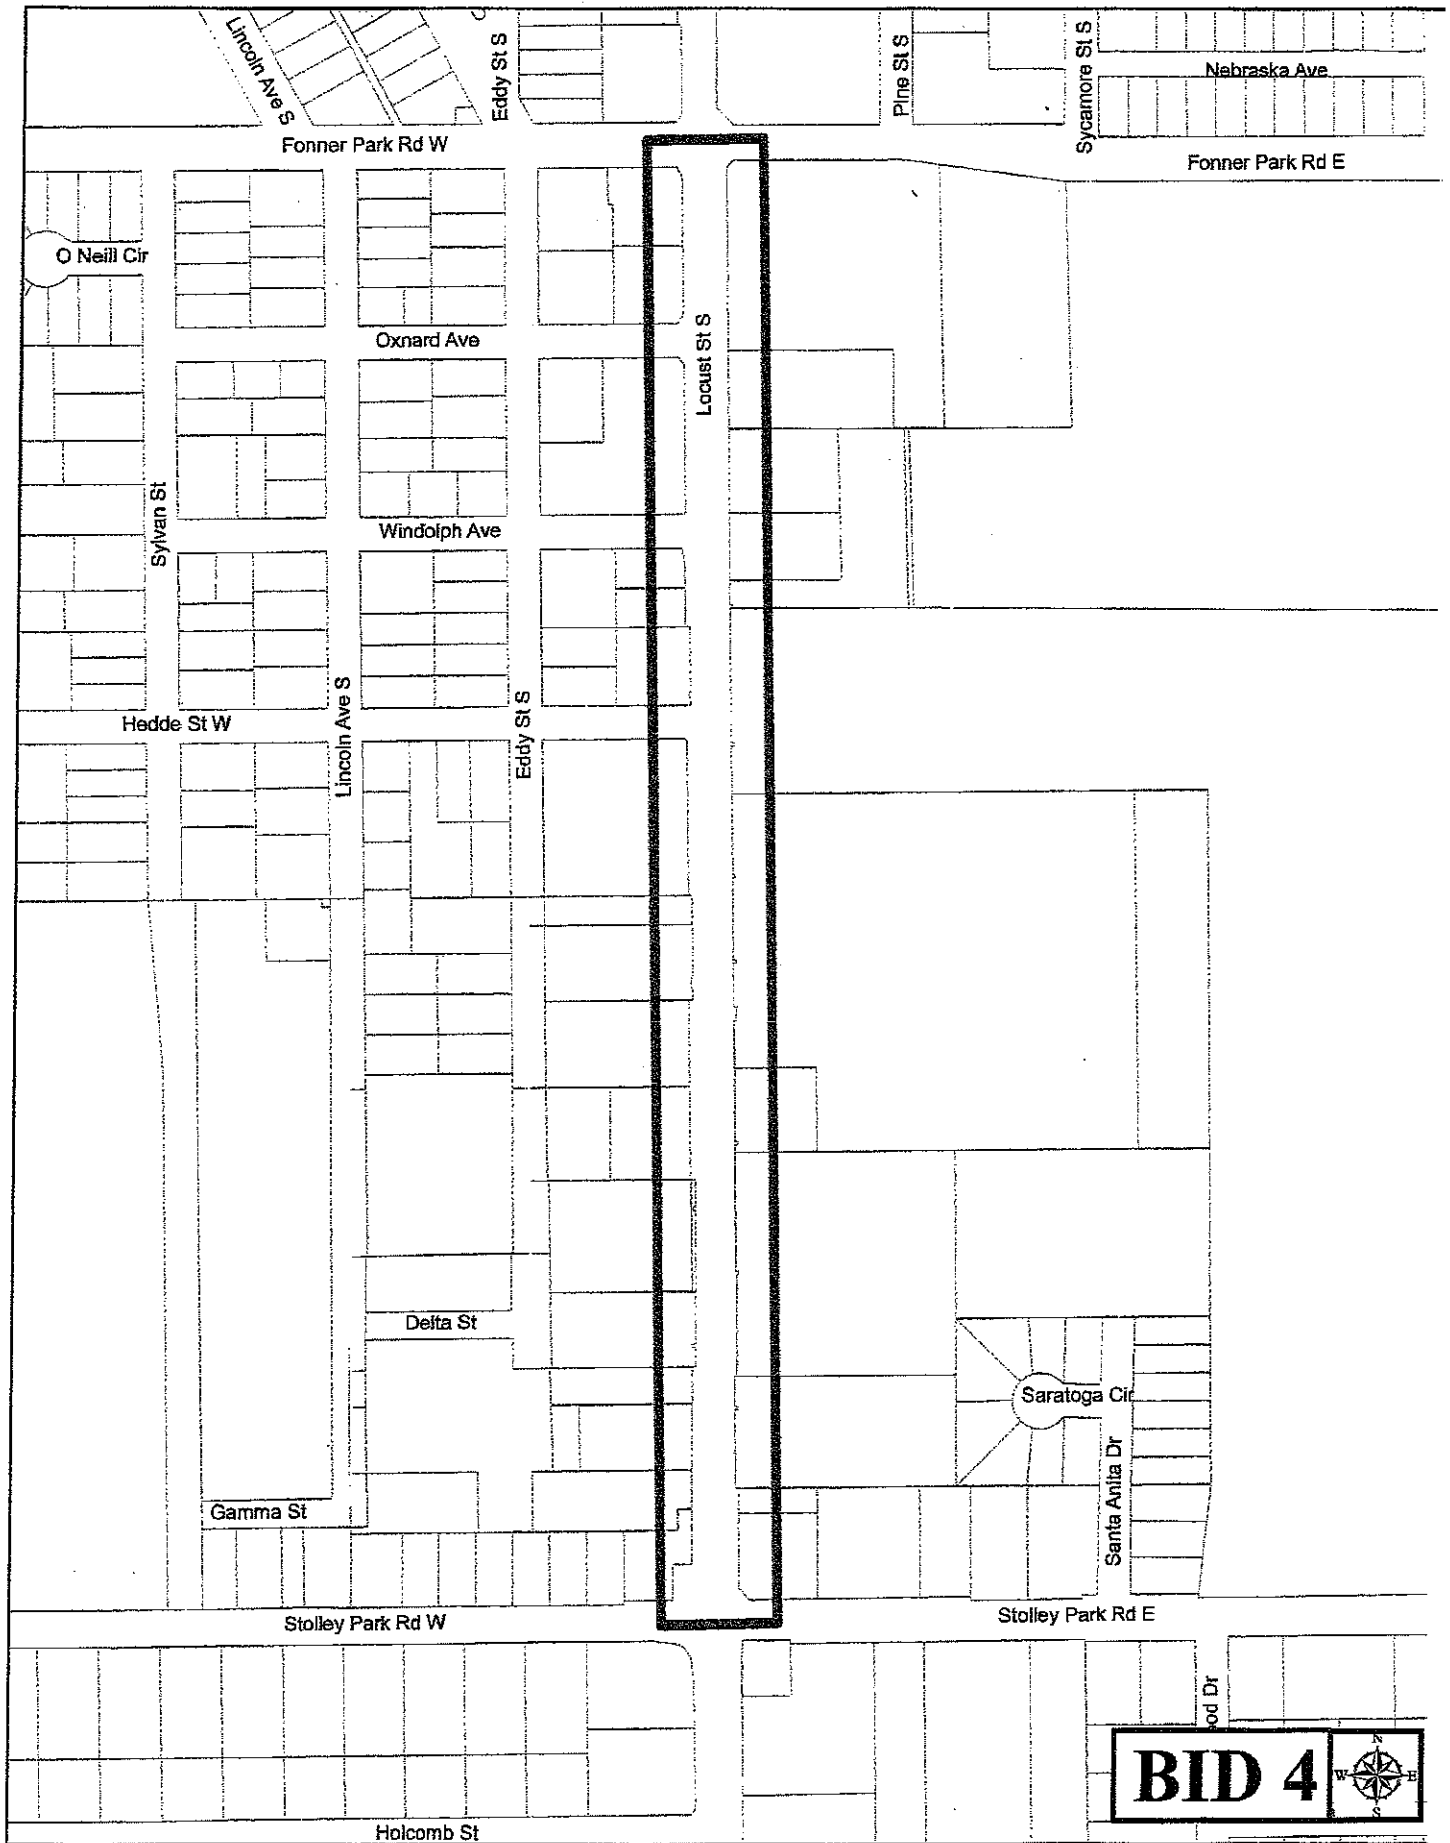 Lincoln Ave S
Eddy St S
Pine St S
Sycamore St S
Nebraska Ave
Fonner Park Rd W
Fonner Park Rd E
O Neill Cir
Oxnard Ave
Locust St S
Sylvan St
Windolph Ave
Hedde St W
Lincoln Ave S
Eddy St S
Delta St
Saratoga Cir
Santa Anita Dr
Gamma St
Stolley Park Rd W
Stolley Park Rd E
od Dr
BID 4
N
W E
S
Holcomb St